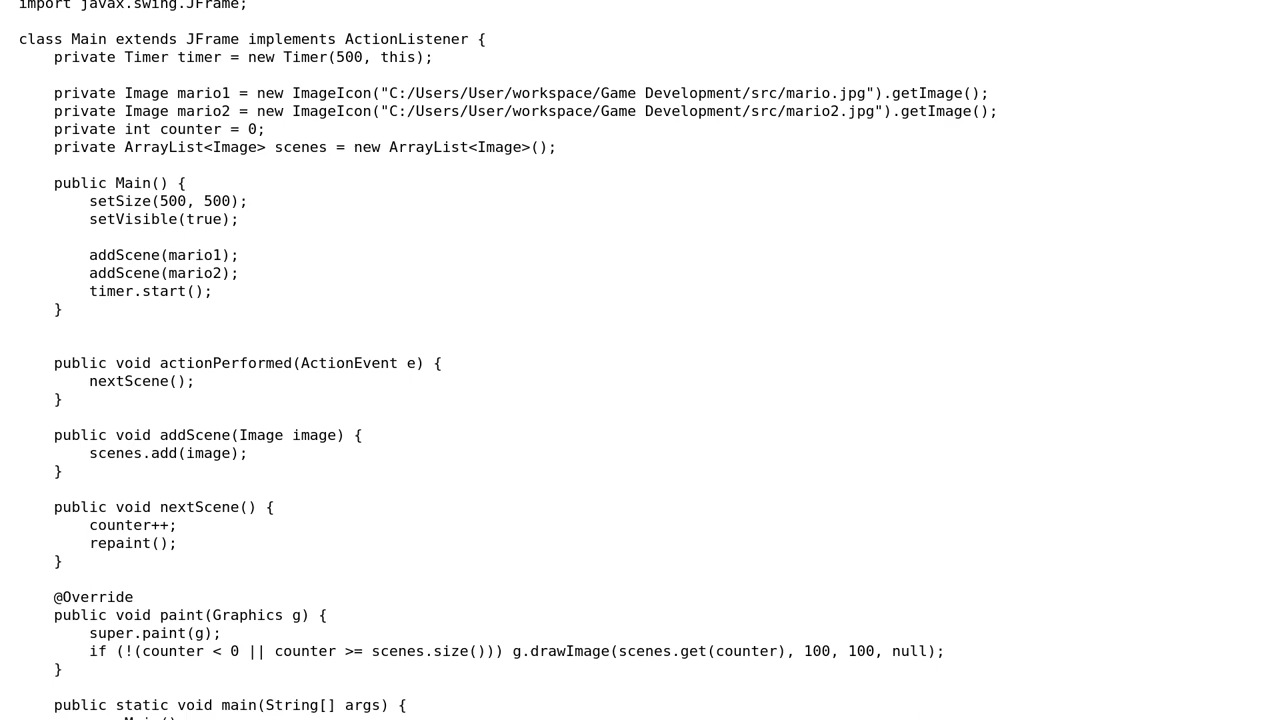 import javax.swing.JFrame;
class Main extends JFrame implements ActionListener {
private Timer timer = new Timer(500, this);
private Image mario1 = new ImageIcon("C:/Users/User/workspace/Game Development/src/mario.jpg").getImage();
private Image mario2 = new ImageIcon("C:/Users/User/workspace/Game Development/src/mario2.jpg").getImage();
private int counter = 0;
private ArrayList<Image> scenes = new ArrayList<Image>();
public Main() {
setSize(500, 500);
setVisible(true);
addScene(mario1);
addScene(mario2);
timer.start();
}
public void actionPerformed(ActionEvent e) {
nextScene();
}
public void addScene(Image image) {
scenes.add(image);
}
public void nextScene() {
counter++;
repaint();
}
@Override
public void paint(Graphics g) {
super.paint(g);
if (!(counter < 0 || counter >= scenes.size())) g.drawImage(scenes.get(counter), 100, 100, null);
}
public static void main(String[] args) {